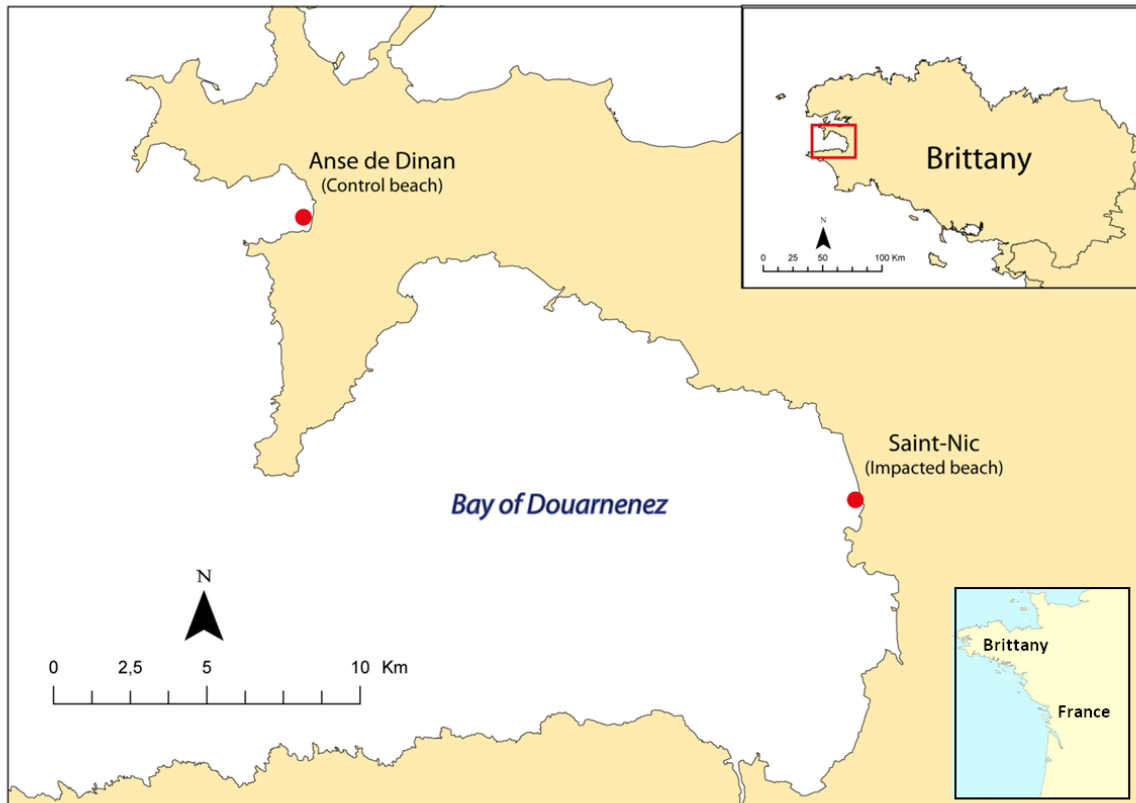 Anse de Dinan
(Control beach)
Brittany
N
0 25 50 100 Km
Saint-Nic
(Impacted beach)
Bay of Douarnenez
N
0 2,5 5 10 Km
Brittany
France